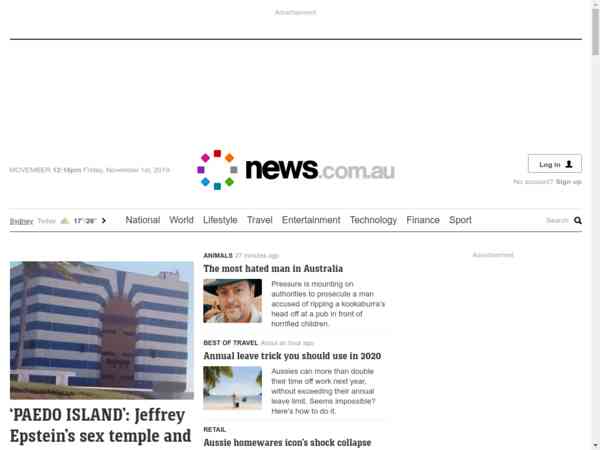 Advertisement
MOVEMBER 12:16pm Friday, November 1st, 2019
news.com.au
Log in
No account? Sign up
Sydney Today 17°/26° National World Lifestyle Travel Entertainment Technology Finance Sport Search
‘PAEDO ISLAND’: Jeffrey
Epstein’s sex temple and
ANIMALS 27 minutes ago
The most hated man in Australia
Pressure is mounting on
authorities to prosecute a man
accused of ripping a kookaburra’s
head off at a pub in front of
horrified children.
BEST OF TRAVEL About an hour ago
Annual leave trick you should use in 2020
Aussies can more than double
their time off work next year,
without exceeding their annual
leave limit. Seems impossible?
Here’s how to do it.
RETAIL
Aussie homewares icon’s shock collapse
Advertisement